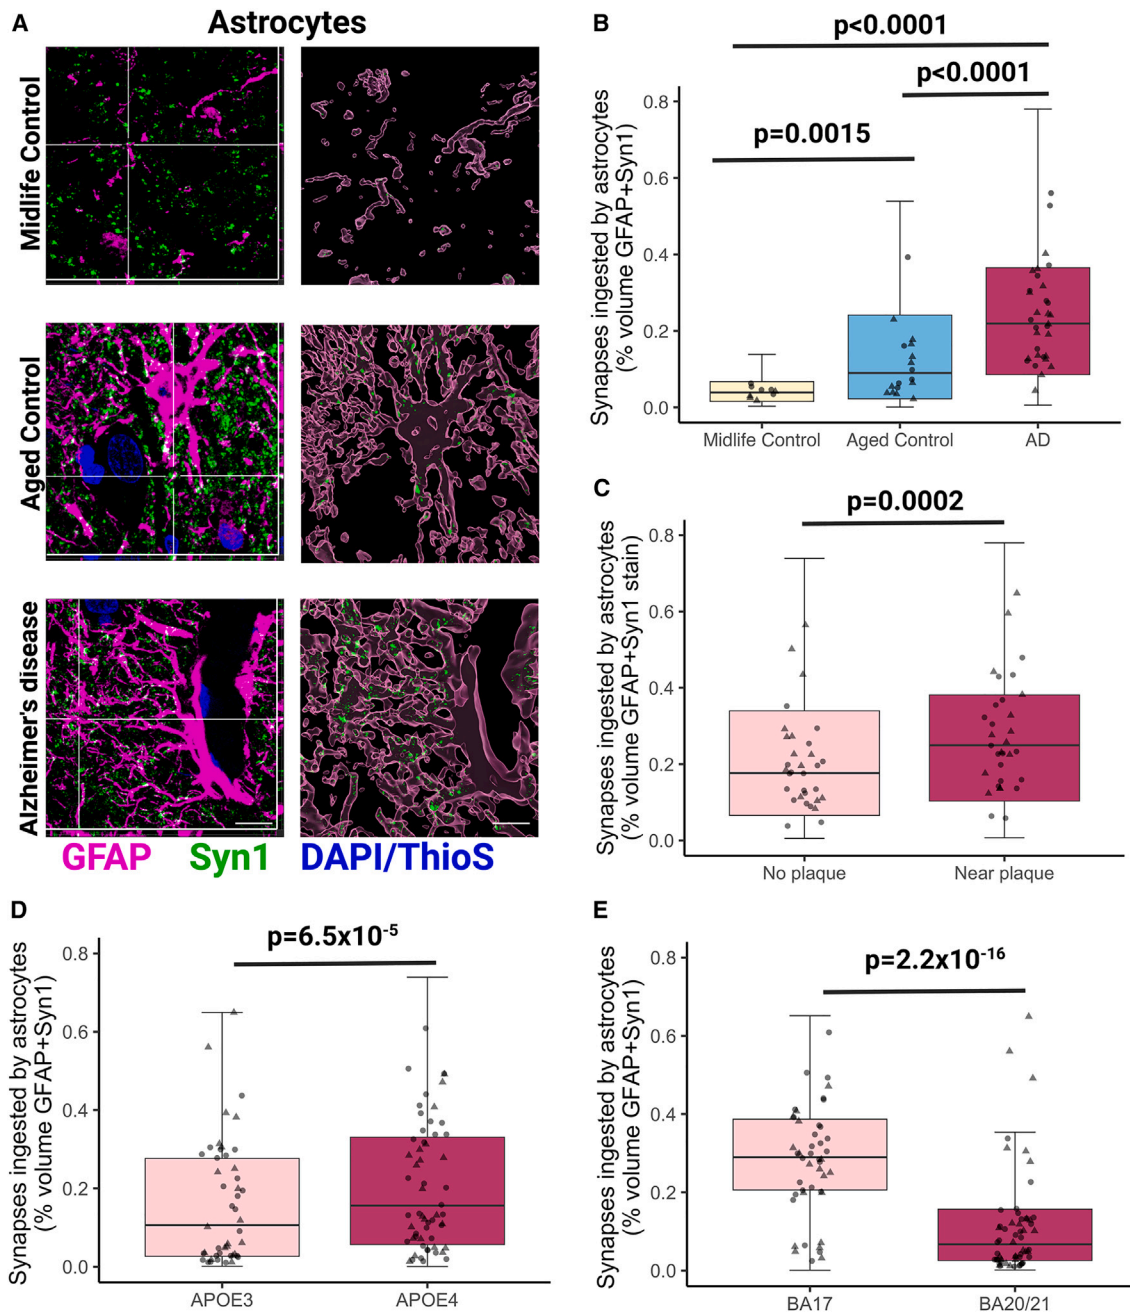 A
Astrocytes
Midlife Control
Aged Control
Alzheimer's disease
GFAP Syn1 DAPI/ThioS
B
p<0.0001
p<0.0001
p=0.0015
Synapses ingested by astrocytes
(% volume GFAP+Syn1)
0.8
0.6
0.4
0.2
0.0
Midlife Control Aged Control AD
C
p=0.0002
Synapses ingested by astrocytes
(% volume GFAP+Syn1 stain)
0.8
0.6
0.4
0.2
0.0
No plaque Near plaque
D
p=6.5x10-5
Synapses ingested by astrocytes
(% volume GFAP+Syn1)
0.8
0.6
0.4
0.2
0.0
APOE3 APOE4
E
p=2.2x10-16
Synapses ingested by astrocytes
(% volume GFAP+Syn1)
0.8
0.6
0.4
0.2
0.0
BA17 BA20/21